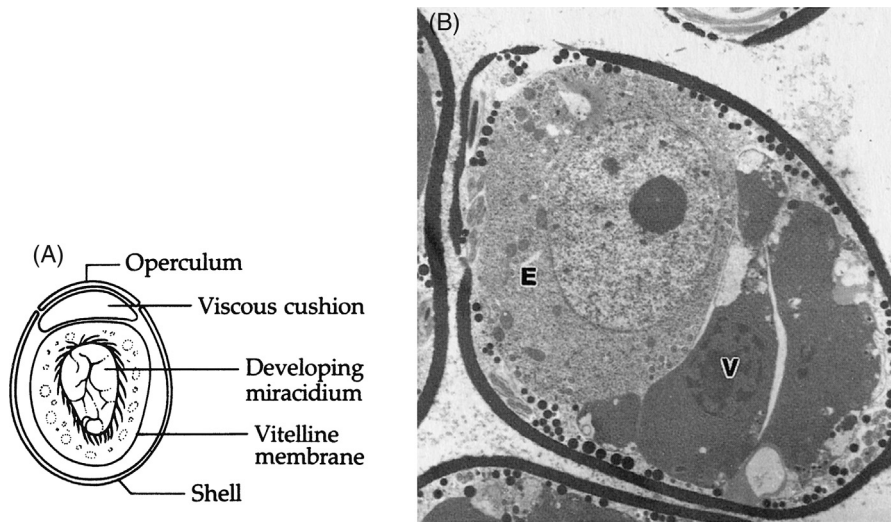 (A)
Operculum
Viscous cushion
Developing
miracidium
Vitelline
membrane
Shell
(B)
E
V